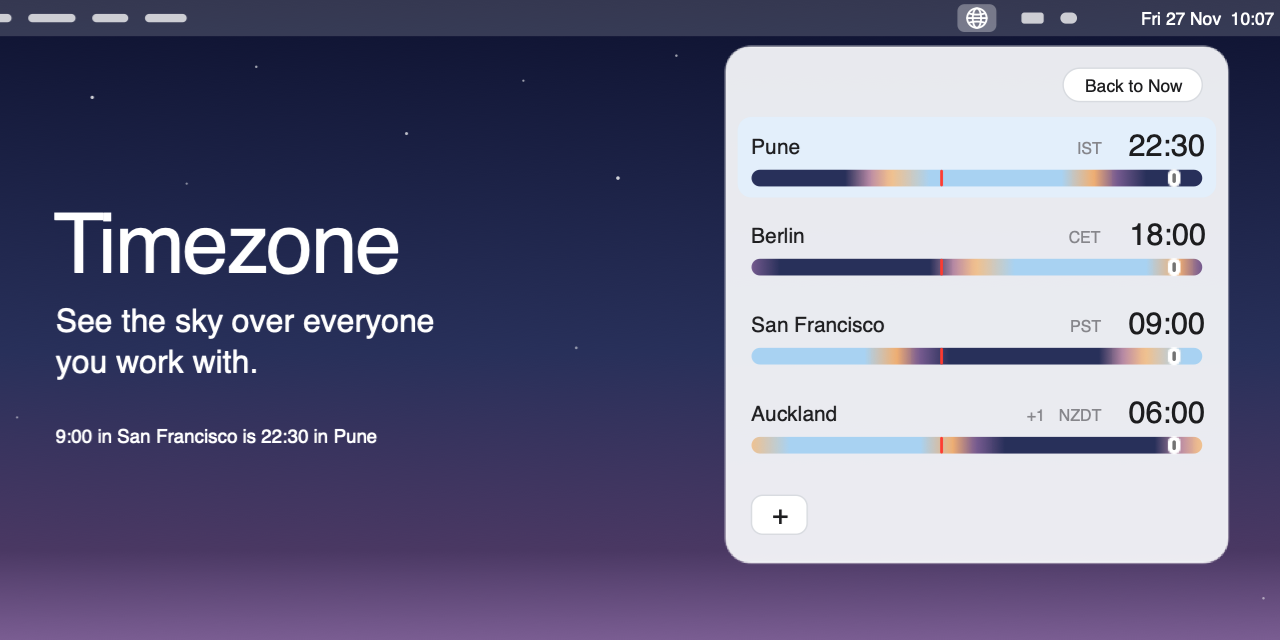 Fri 27 Nov 10:07
Back to Now
Timezone
See the sky over everyone
you work with.
9:00 in San Francisco is 22:30 in Pune
Pune IST 22:30
Berlin CET 18:00
San Francisco PST 09:00
Auckland +1 NZDT 06:00
+